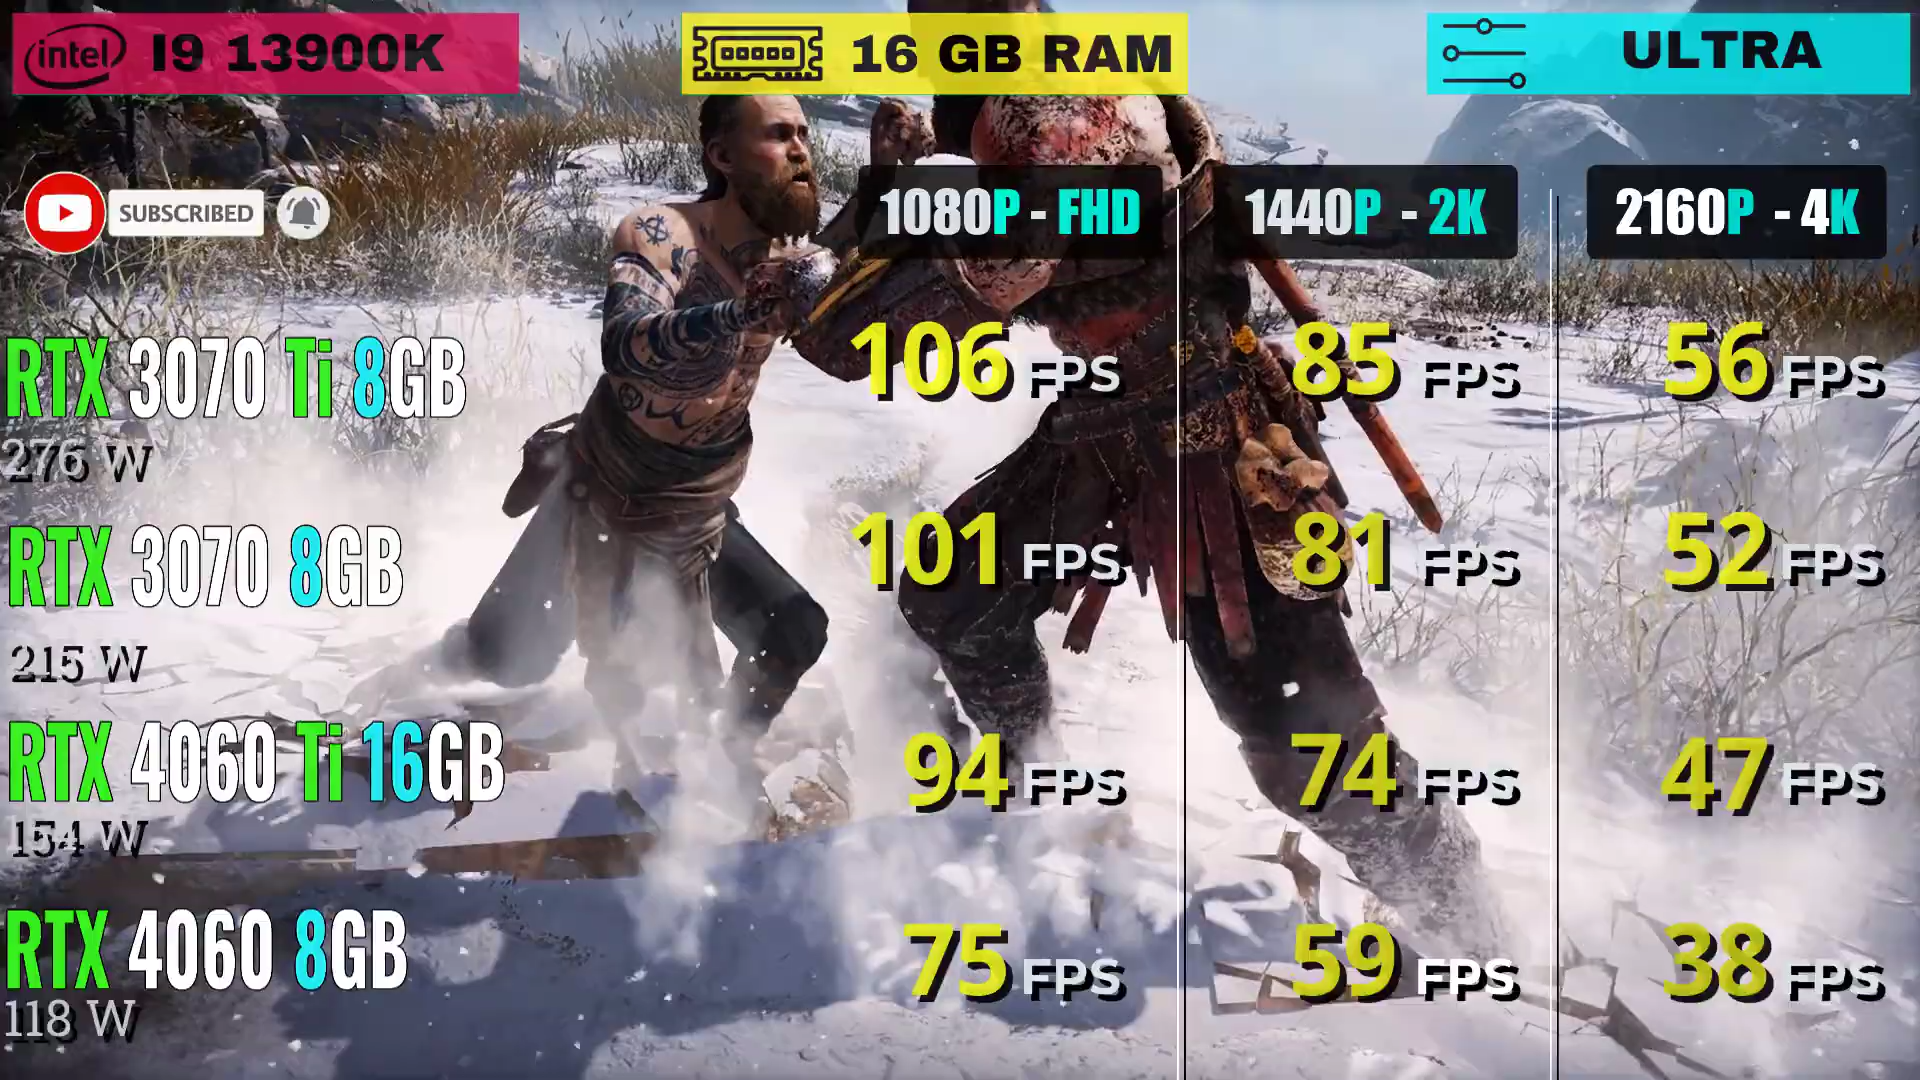 intel I9 13900K
16 GB RAM
ULTRA
SUBSCRIBED
1080P - FHD
1440P - 2K
2160P - 4K
RTX 3070 Ti 8GB
106 FPS
85 FPS
56 FPS
276 W
RTX 3070 8GB
101 FPS
81 FPS
52 FPS
215 W
RTX 4060 Ti 16GB
94 FPS
74 FPS
47 FPS
154 W
RTX 4060 8GB
75 FPS
59 FPS
38 FPS
118 W